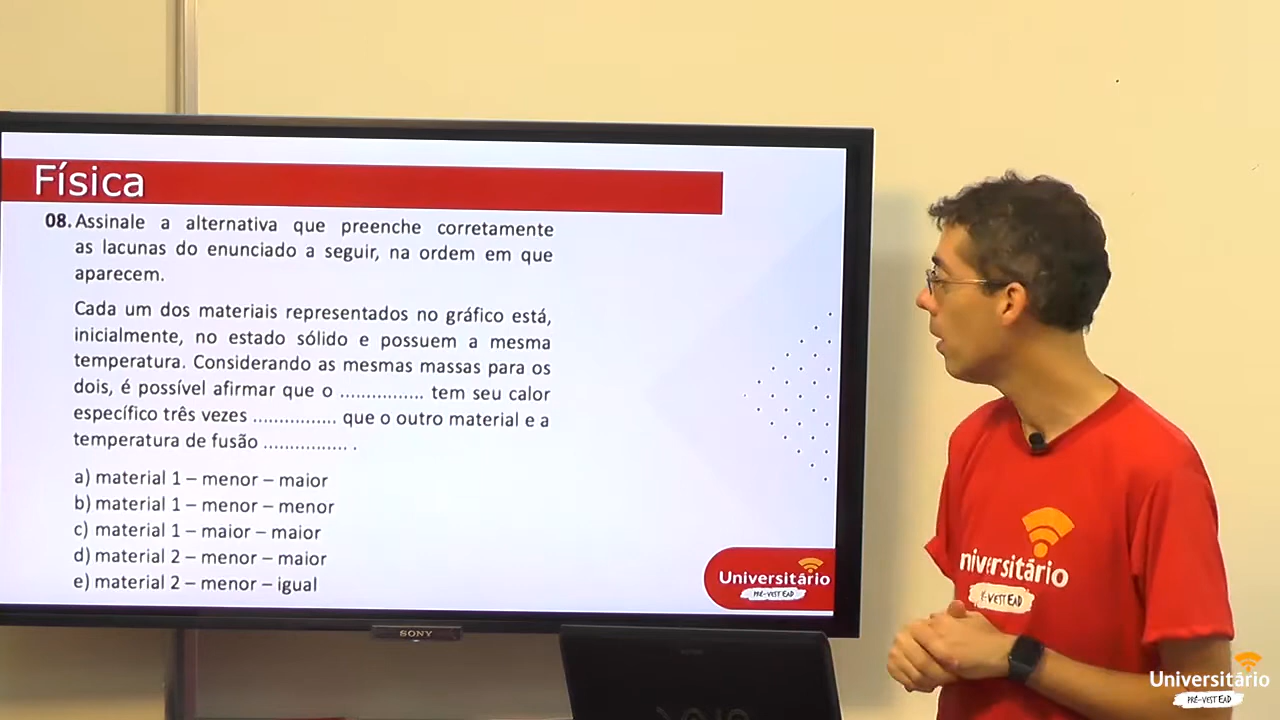 Física
08. Assinale a alternativa que preenche corretamente
as lacunas do enunciado a seguir, na ordem em que
aparecem.
Cada um dos materiais representados no gráfico está,
inicialmente, no estado sólido e possuem a mesma
temperatura. Considerando as mesmas massas para os
dois, é possível afirmar que o ................ tem seu calor
específico três vezes ................ que o outro material e a
temperatura de fusão ................ .
a) material 1 – menor – maior
b) material 1 – menor – menor
c) material 1 – maior – maior
d) material 2 – menor – maior
e) material 2 – menor – igual
Universitário
PRÉ-VEST EAD
SONY
niversitário
É-VEST EAD
Universitário
PRÉ-VEST EAD